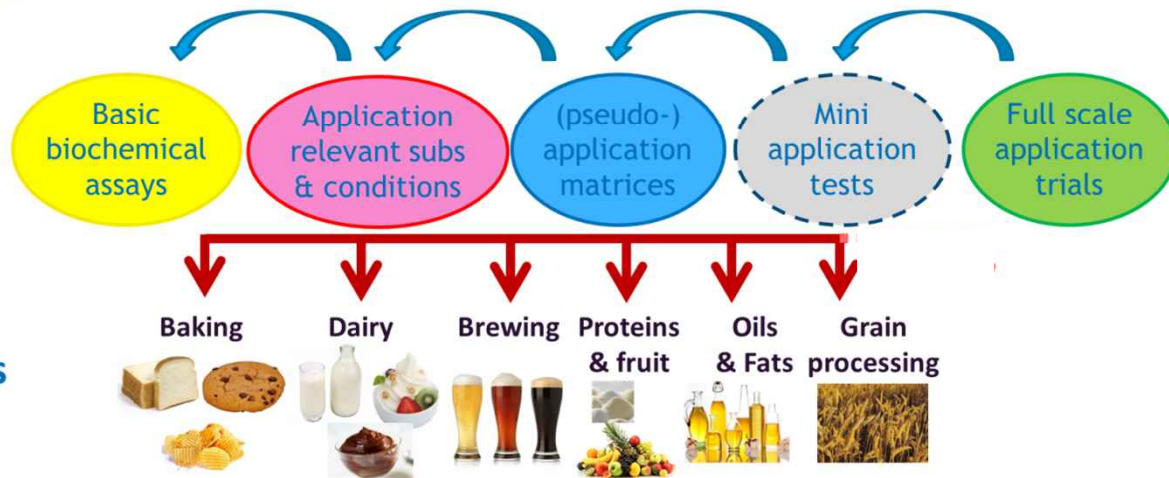 Basic
biochemical
assays
Application
relevant subs
& conditions
(pseudo-)
application
matrices
Mini
application
tests
Full scale
application
trials
Baking
Dairy
Brewing
Proteins
& fruit
Oils
& Fats
Grain
processing
s